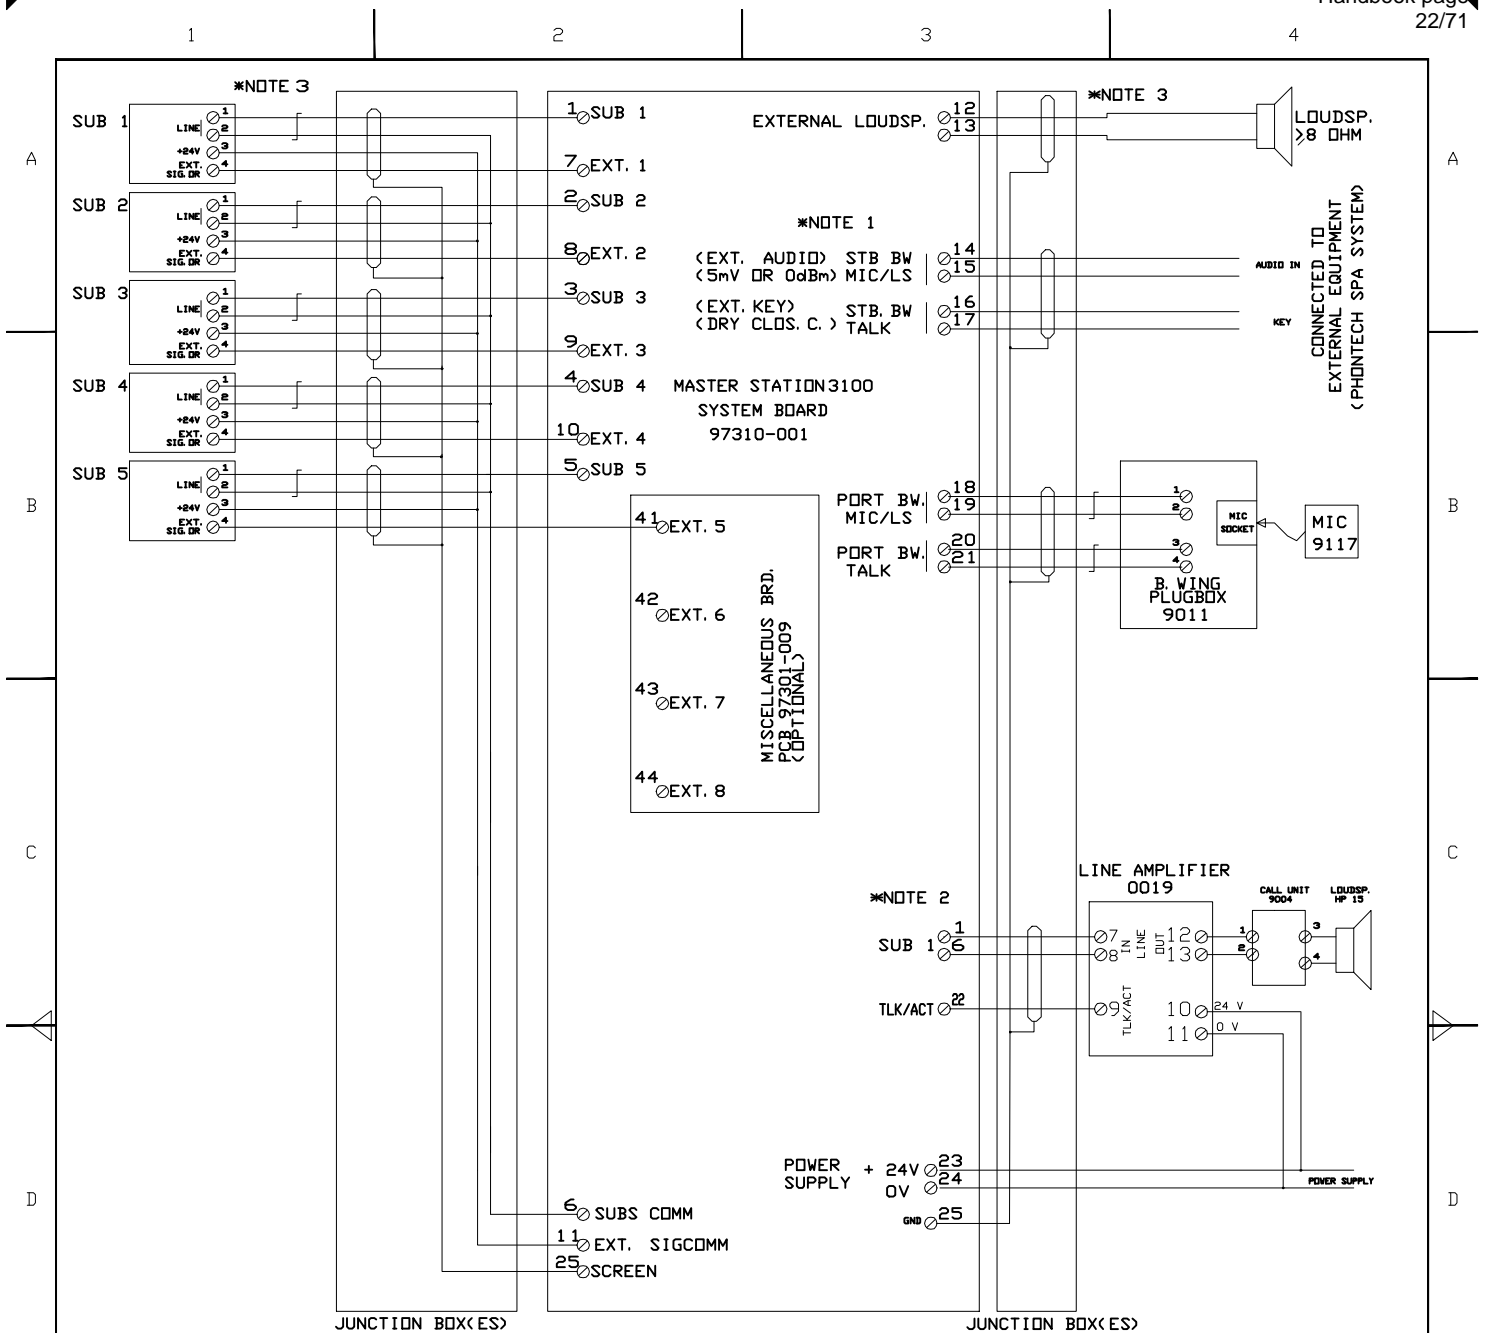 Handbook page
22/71
1 2 3 4
*NOTE 3
SUB 1
LINE
+24V
EXT.
SIG. DR
1
2
3
4
SUB 2
LINE
+24V
EXT.
SIG. DR
1
2
3
4
SUB 3
LINE
+24V
EXT.
SIG. DR
1
2
3
4
SUB 4
LINE
+24V
EXT.
SIG. DR
1
2
3
4
SUB 5
LINE
+24V
EXT.
SIG. DR
1
2
3
4
1 SUB 1
7 EXT. 1
2 SUB 2
8 EXT. 2
3 SUB 3
9 EXT. 3
4 SUB 4
10 EXT. 4
5 SUB 5
MASTER STATION3100
SYSTEM BOARD
97310-001
41 EXT. 5
42 EXT. 6
43 EXT. 7
44 EXT. 8
MISCELLANEOUS BRD.
PCB 97301-009
(OPTIONAL)
6 SUBS COMM
11 EXT. SIGCOMM
25 SCREEN
JUNCTION BOX(ES)
EXTERNAL LOUDSP. 12
13
*NOTE 3
LOUDSP.
≥8 OHM
*NOTE 1
(EXT. AUDIO) STB BW 14
(5mV OR 0dBm) MIC/LS 15
(EXT. KEY) STB. BW 16
(DRY CLOS. C. ) TALK 17
AUDIO IN
KEY
CONNECTED TO
EXTERNAL EQUIPMENT
(PHONTECH SPA SYSTEM)
PORT BW. 18
MIC/LS 19
PORT BW. 20
TALK 21
1
2
3
4
MIC
SOCKET
B. WING
PLUGBOX
9011
MIC
9117
*NOTE 2
SUB 1 1
6
TLK/ACT 22
LINE AMPLIFIER
0019
7
8
IN
LINE
OUT
12
13
9
TLK/ACT
10 24 V
11 0 V
CALL UNIT
9004
1
2
3
4
LOUDSP.
HP 15
POWER
SUPPLY
+ 24V 23
0V 24
GND 25
POWER SUPPLY
JUNCTION BOX(ES)
A A
B B
C C
D D